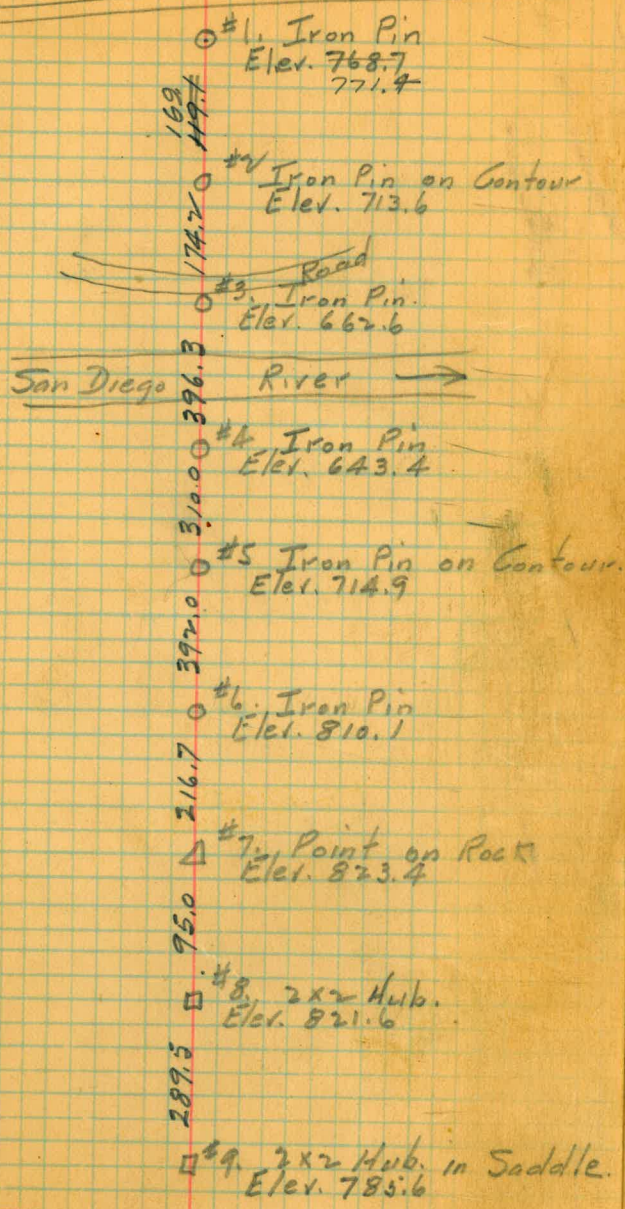 #1. Iron Pin
Elev. 768.7
771.4
169.
119.1
#2 Iron Pin on Contour
Elev. 713.6
174.2
Road
#3. Iron Pin.
Elev. 662.6
396.3
San Diego River
#4 Iron Pin
Elev. 643.4
310.0
#5 Iron Pin on Contour.
Elev. 714.9
392.0
#6. Iron Pin
Elev. 810.1
216.7
#7. Point on Rock
Elev. 823.4
95.0
#8. 2x2 Hub.
Elev. 821.6
289.5
#9. 2x2 Hub. in Saddle.
Elev. 785.6